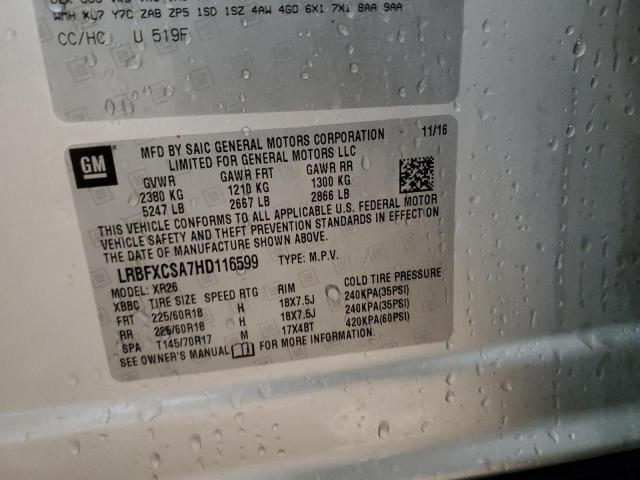 WMH XL7 Y7C ZAB ZP5 1SD 1SZ 4AW 4GO 6X1 7X1 8AA 9AA
CC/HC U 519F
GM
MFD BY SAIC GENERAL MOTORS CORPORATION 11/16
LIMITED FOR GENERAL MOTORS LLC
GVWR GAWR FRT GAWR RR
2380 KG 1210 KG 1300 KG
5247 LB 2667 LB 2866 LB
THIS VEHICLE CONFORMS TO ALL APPLICABLE U.S. FEDERAL MOTOR
VEHICLE SAFETY AND THEFT PREVENTION STANDARDS IN EFFECT ON
THE DATE OF MANUFACTURE SHOWN ABOVE.
LRBFXCSA7HD116599 TYPE: M.P.V.
MODEL: XR26
XBBC TIRE SIZE SPEED RTG RIM COLD TIRE PRESSURE
FRT 225/60R18 H 18X7.5J 240KPA(35PSI)
RR 225/60R18 H 18X7.5J 240KPA(35PSI)
SPA T145/70R17 M 17X4BT 420KPA(60PSI)
SEE OWNER'S MANUAL FOR MORE INFORMATION.